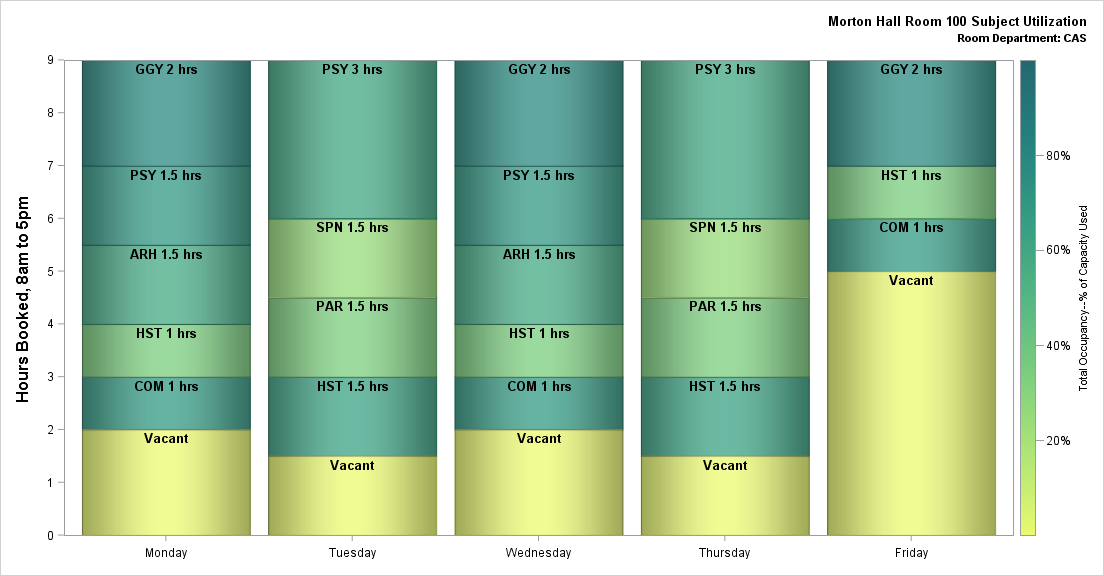 Morton Hall Room 100 Subject Utilization
Room Department: CAS
Hours Booked, 8am to 5pm
9
8
7
6
5
4
3
2
1
0
GGY 2 hrs
PSY 1.5 hrs
ARH 1.5 hrs
HST 1 hrs
COM 1 hrs
Vacant
Monday
PSY 3 hrs
SPN 1.5 hrs
PAR 1.5 hrs
HST 1.5 hrs
Vacant
Tuesday
GGY 2 hrs
PSY 1.5 hrs
ARH 1.5 hrs
HST 1 hrs
COM 1 hrs
Vacant
Wednesday
PSY 3 hrs
SPN 1.5 hrs
PAR 1.5 hrs
HST 1.5 hrs
Vacant
Thursday
GGY 2 hrs
HST 1 hrs
COM 1 hrs
Vacant
Friday
80%
60%
40%
20%
Total Occupancy--% of Capacity Used